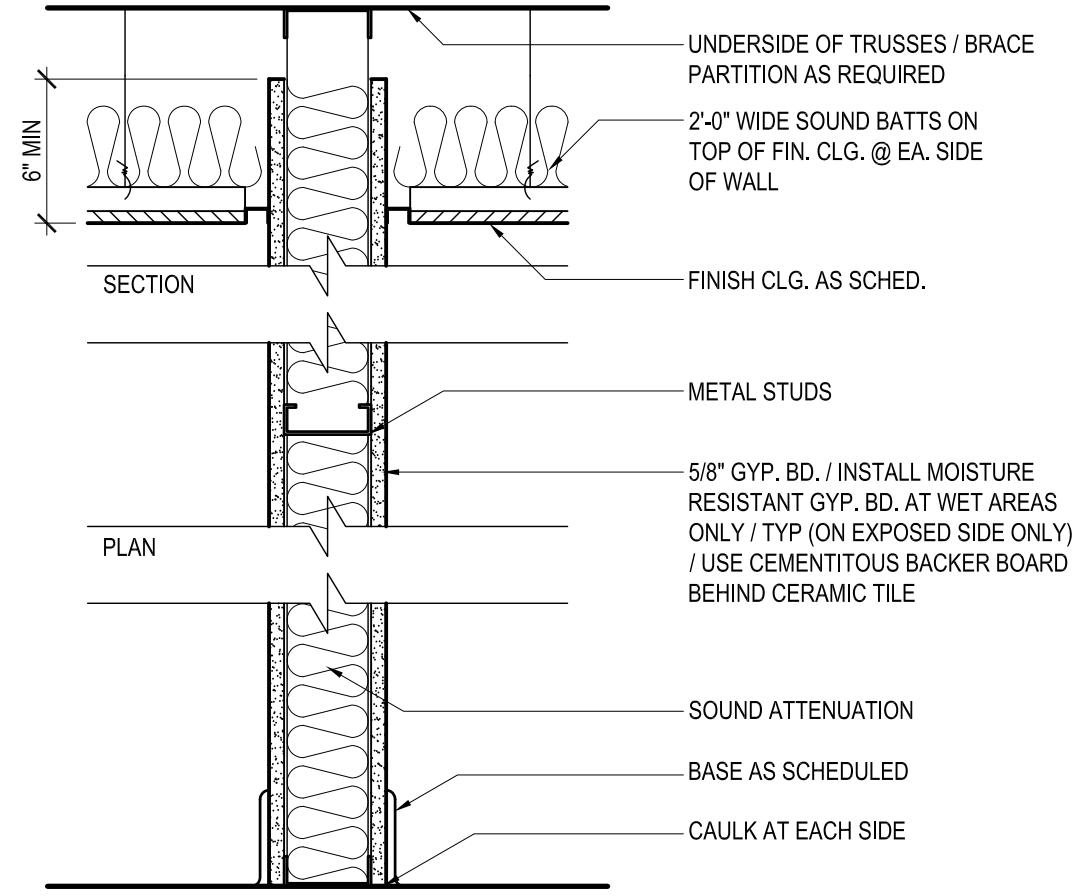 UNDERSIDE OF TRUSSES / BRACE
PARTITION AS REQUIRED
2'-0" WIDE SOUND BATTS ON
TOP OF FIN. CLG. @ EA. SIDE
OF WALL
6" MIN
SECTION
FINISH CLG. AS SCHED.
METAL STUDS
5/8" GYP. BD. / INSTALL MOISTURE
RESISTANT GYP. BD. AT WET AREAS
ONLY / TYP (ON EXPOSED SIDE ONLY)
/ USE CEMENTITOUS BACKER BOARD
BEHIND CERAMIC TILE
PLAN
SOUND ATTENUATION
BASE AS SCHEDULED
CAULK AT EACH SIDE